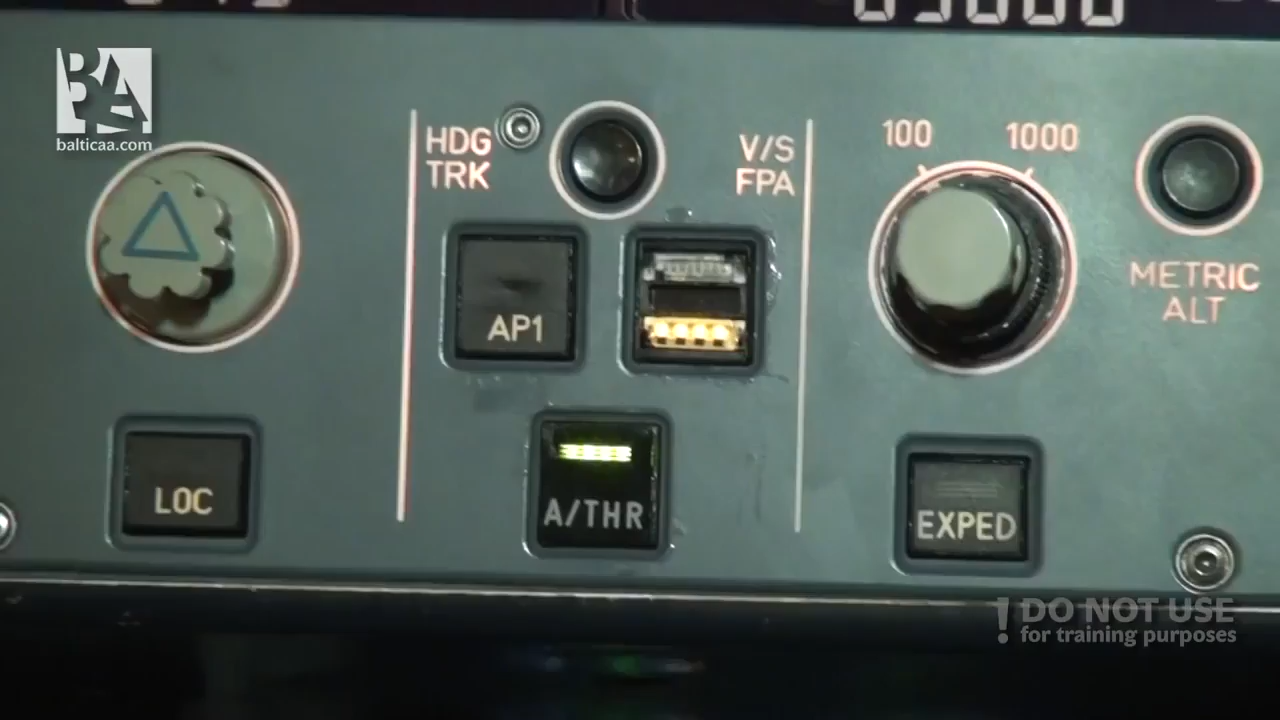 BA
balticaa.com
HDG
TRK
V/S
FPA
100
1000
AP1
METRIC
ALT
LOC
A/THR
EXPED
! DO NOT USE
for training purposes